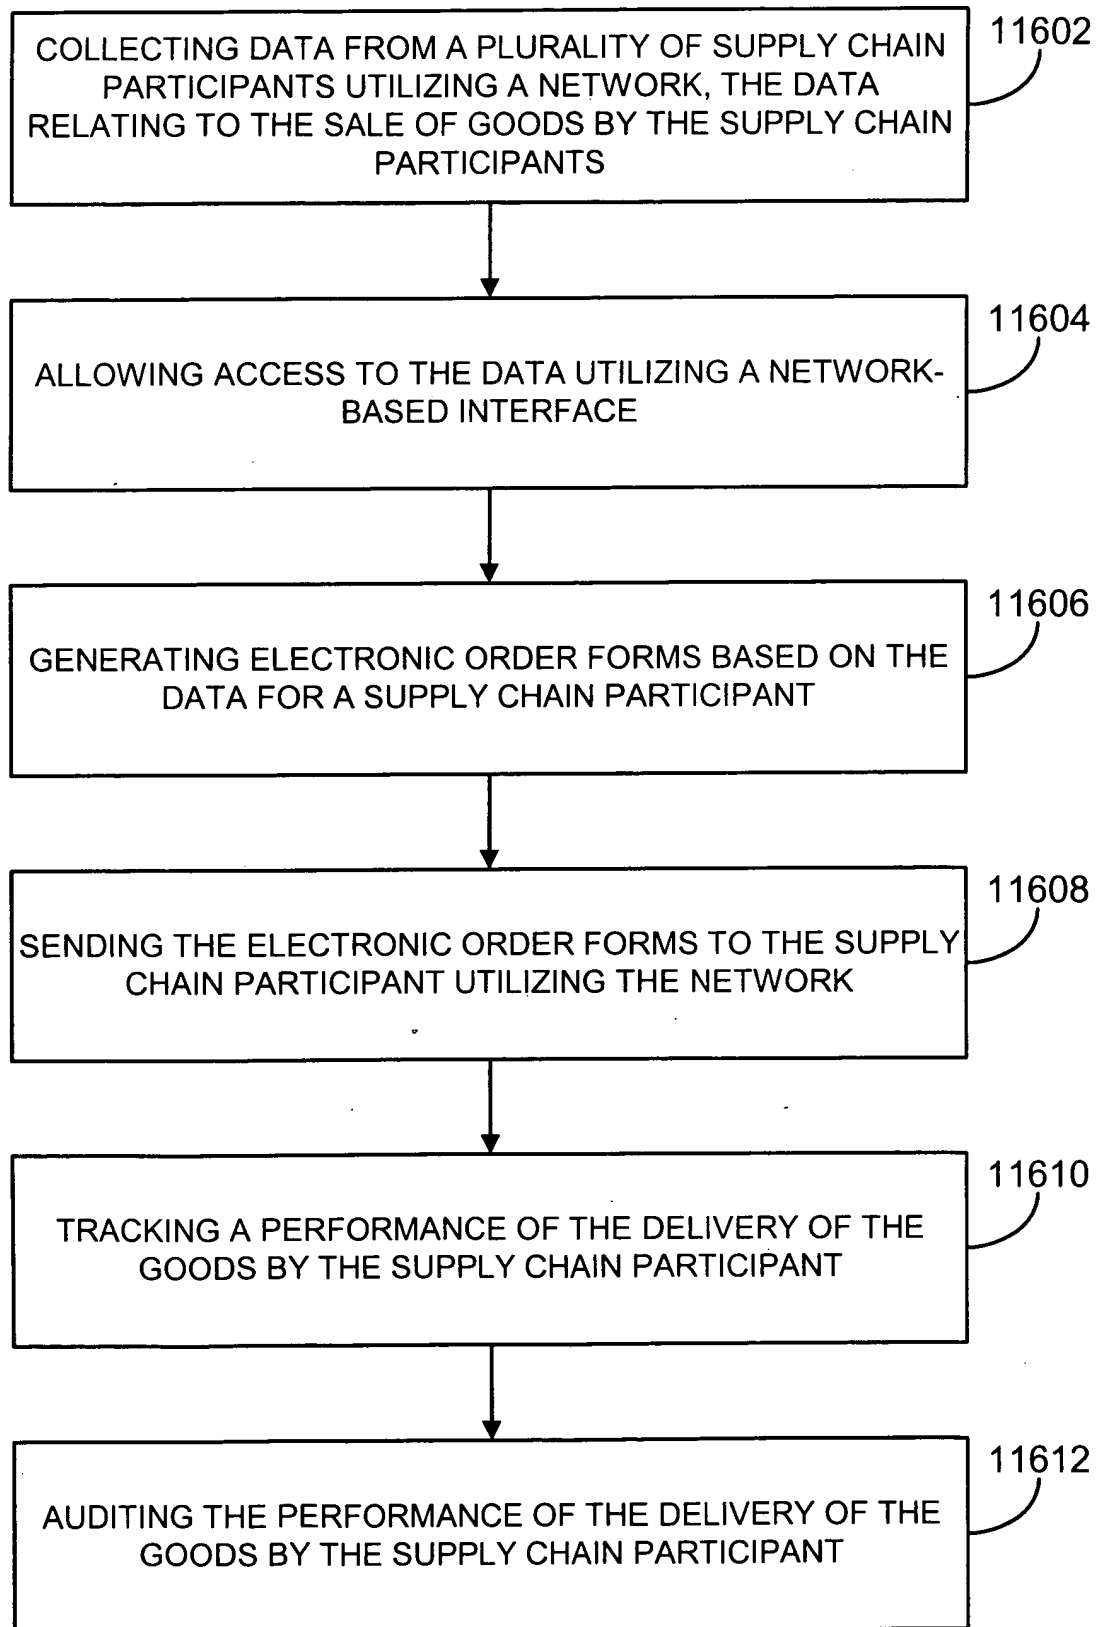 11602
COLLECTING DATA FROM A PLURALITY OF SUPPLY CHAIN
PARTICIPANTS UTILIZING A NETWORK, THE DATA
RELATING TO THE SALE OF GOODS BY THE SUPPLY CHAIN
PARTICIPANTS
11604
ALLOWING ACCESS TO THE DATA UTILIZING A NETWORK-
BASED INTERFACE
11606
GENERATING ELECTRONIC ORDER FORMS BASED ON THE
DATA FOR A SUPPLY CHAIN PARTICIPANT
11608
SENDING THE ELECTRONIC ORDER FORMS TO THE SUPPLY
CHAIN PARTICIPANT UTILIZING THE NETWORK
11610
TRACKING A PERFORMANCE OF THE DELIVERY OF THE
GOODS BY THE SUPPLY CHAIN PARTICIPANT
11612
AUDITING THE PERFORMANCE OF THE DELIVERY OF THE
GOODS BY THE SUPPLY CHAIN PARTICIPANT